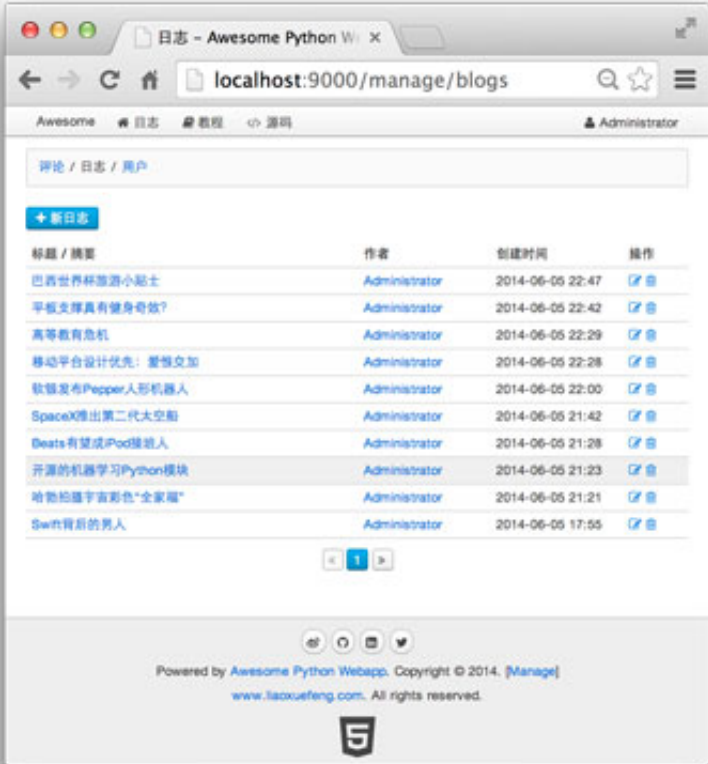 日志 - Awesome Python W
localhost:9000/manage/blogs
Awesome 日志 教程 源码 Administrator
评论 / 日志 / 用户
新日志
标题 / 摘要 作者 创建时间 操作
巴西世界杯旅游小贴士 Administrator 2014-06-05 22:47
平板支撑真有健身奇效? Administrator 2014-06-05 22:42
高等教育危机 Administrator 2014-06-05 22:29
移动平台设计优先：爱恨交加 Administrator 2014-06-05 22:28
软银发布Pepper人形机器人 Administrator 2014-06-05 22:00
SpaceX推出第二代太空船 Administrator 2014-06-05 21:42
Beats有望成iPod接班人 Administrator 2014-06-05 21:28
开源的机器学习Python模块 Administrator 2014-06-05 21:23
哈勃拍摄宇宙彩色“全家福” Administrator 2014-06-05 21:21
Swift背后的男人 Administrator 2014-06-05 17:55
« 1 »
Powered by Awesome Python Webapp. Copyright © 2014. [Manage]
www.liaoxuefeng.com. All rights reserved.
5